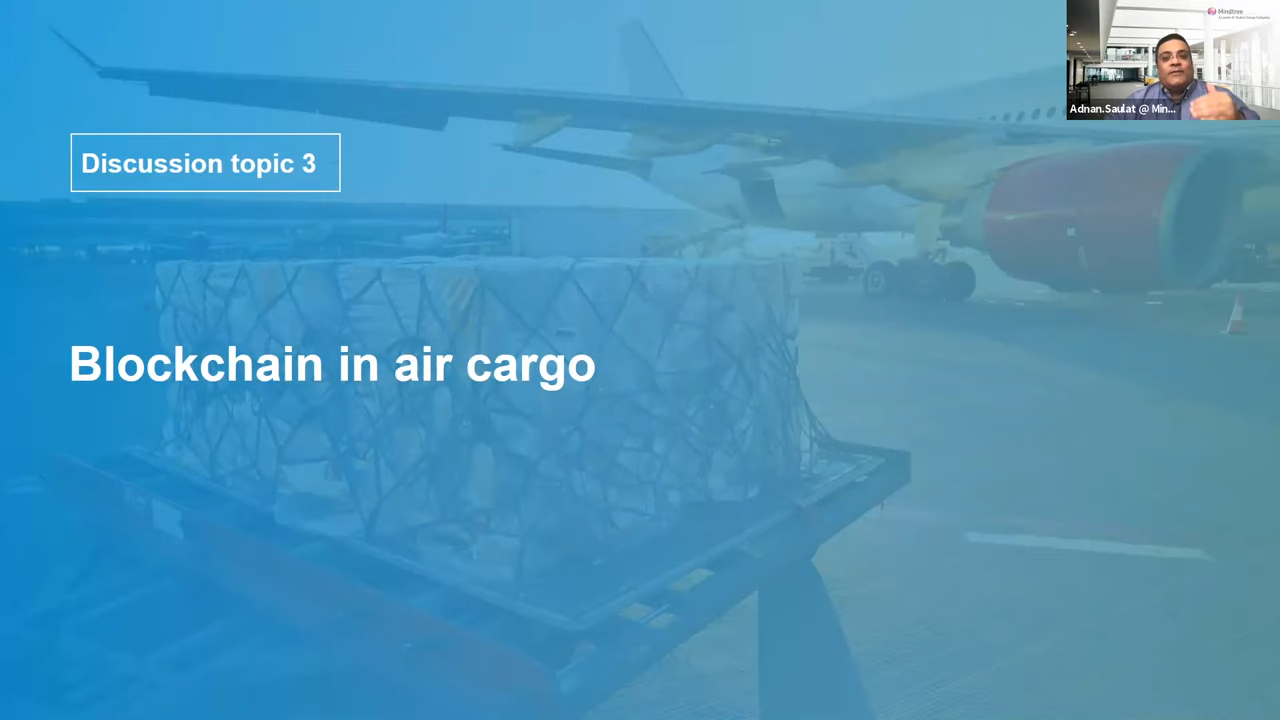 Discussion topic 3
Blockchain in air cargo
Mindtree
Adnan.Saulat @ Min...